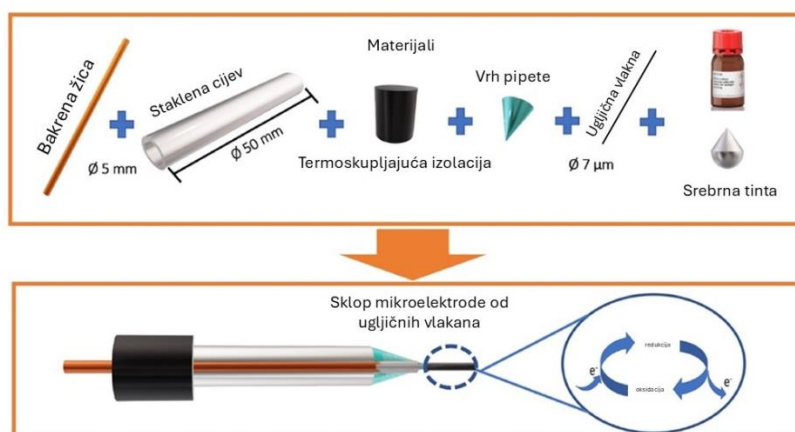 Materijali
Bakrena žica
Staklena cijev
Ø 5 mm
Ø 50 mm
Termoskupljajuća izolacija
Vrh pipete
Ugljična vlakna
Ø 7 µm
Srebrna tinta
Sklop mikroelektrode od
ugljičnih vlakana
redukcija
e⁻
oksidacija
e⁻